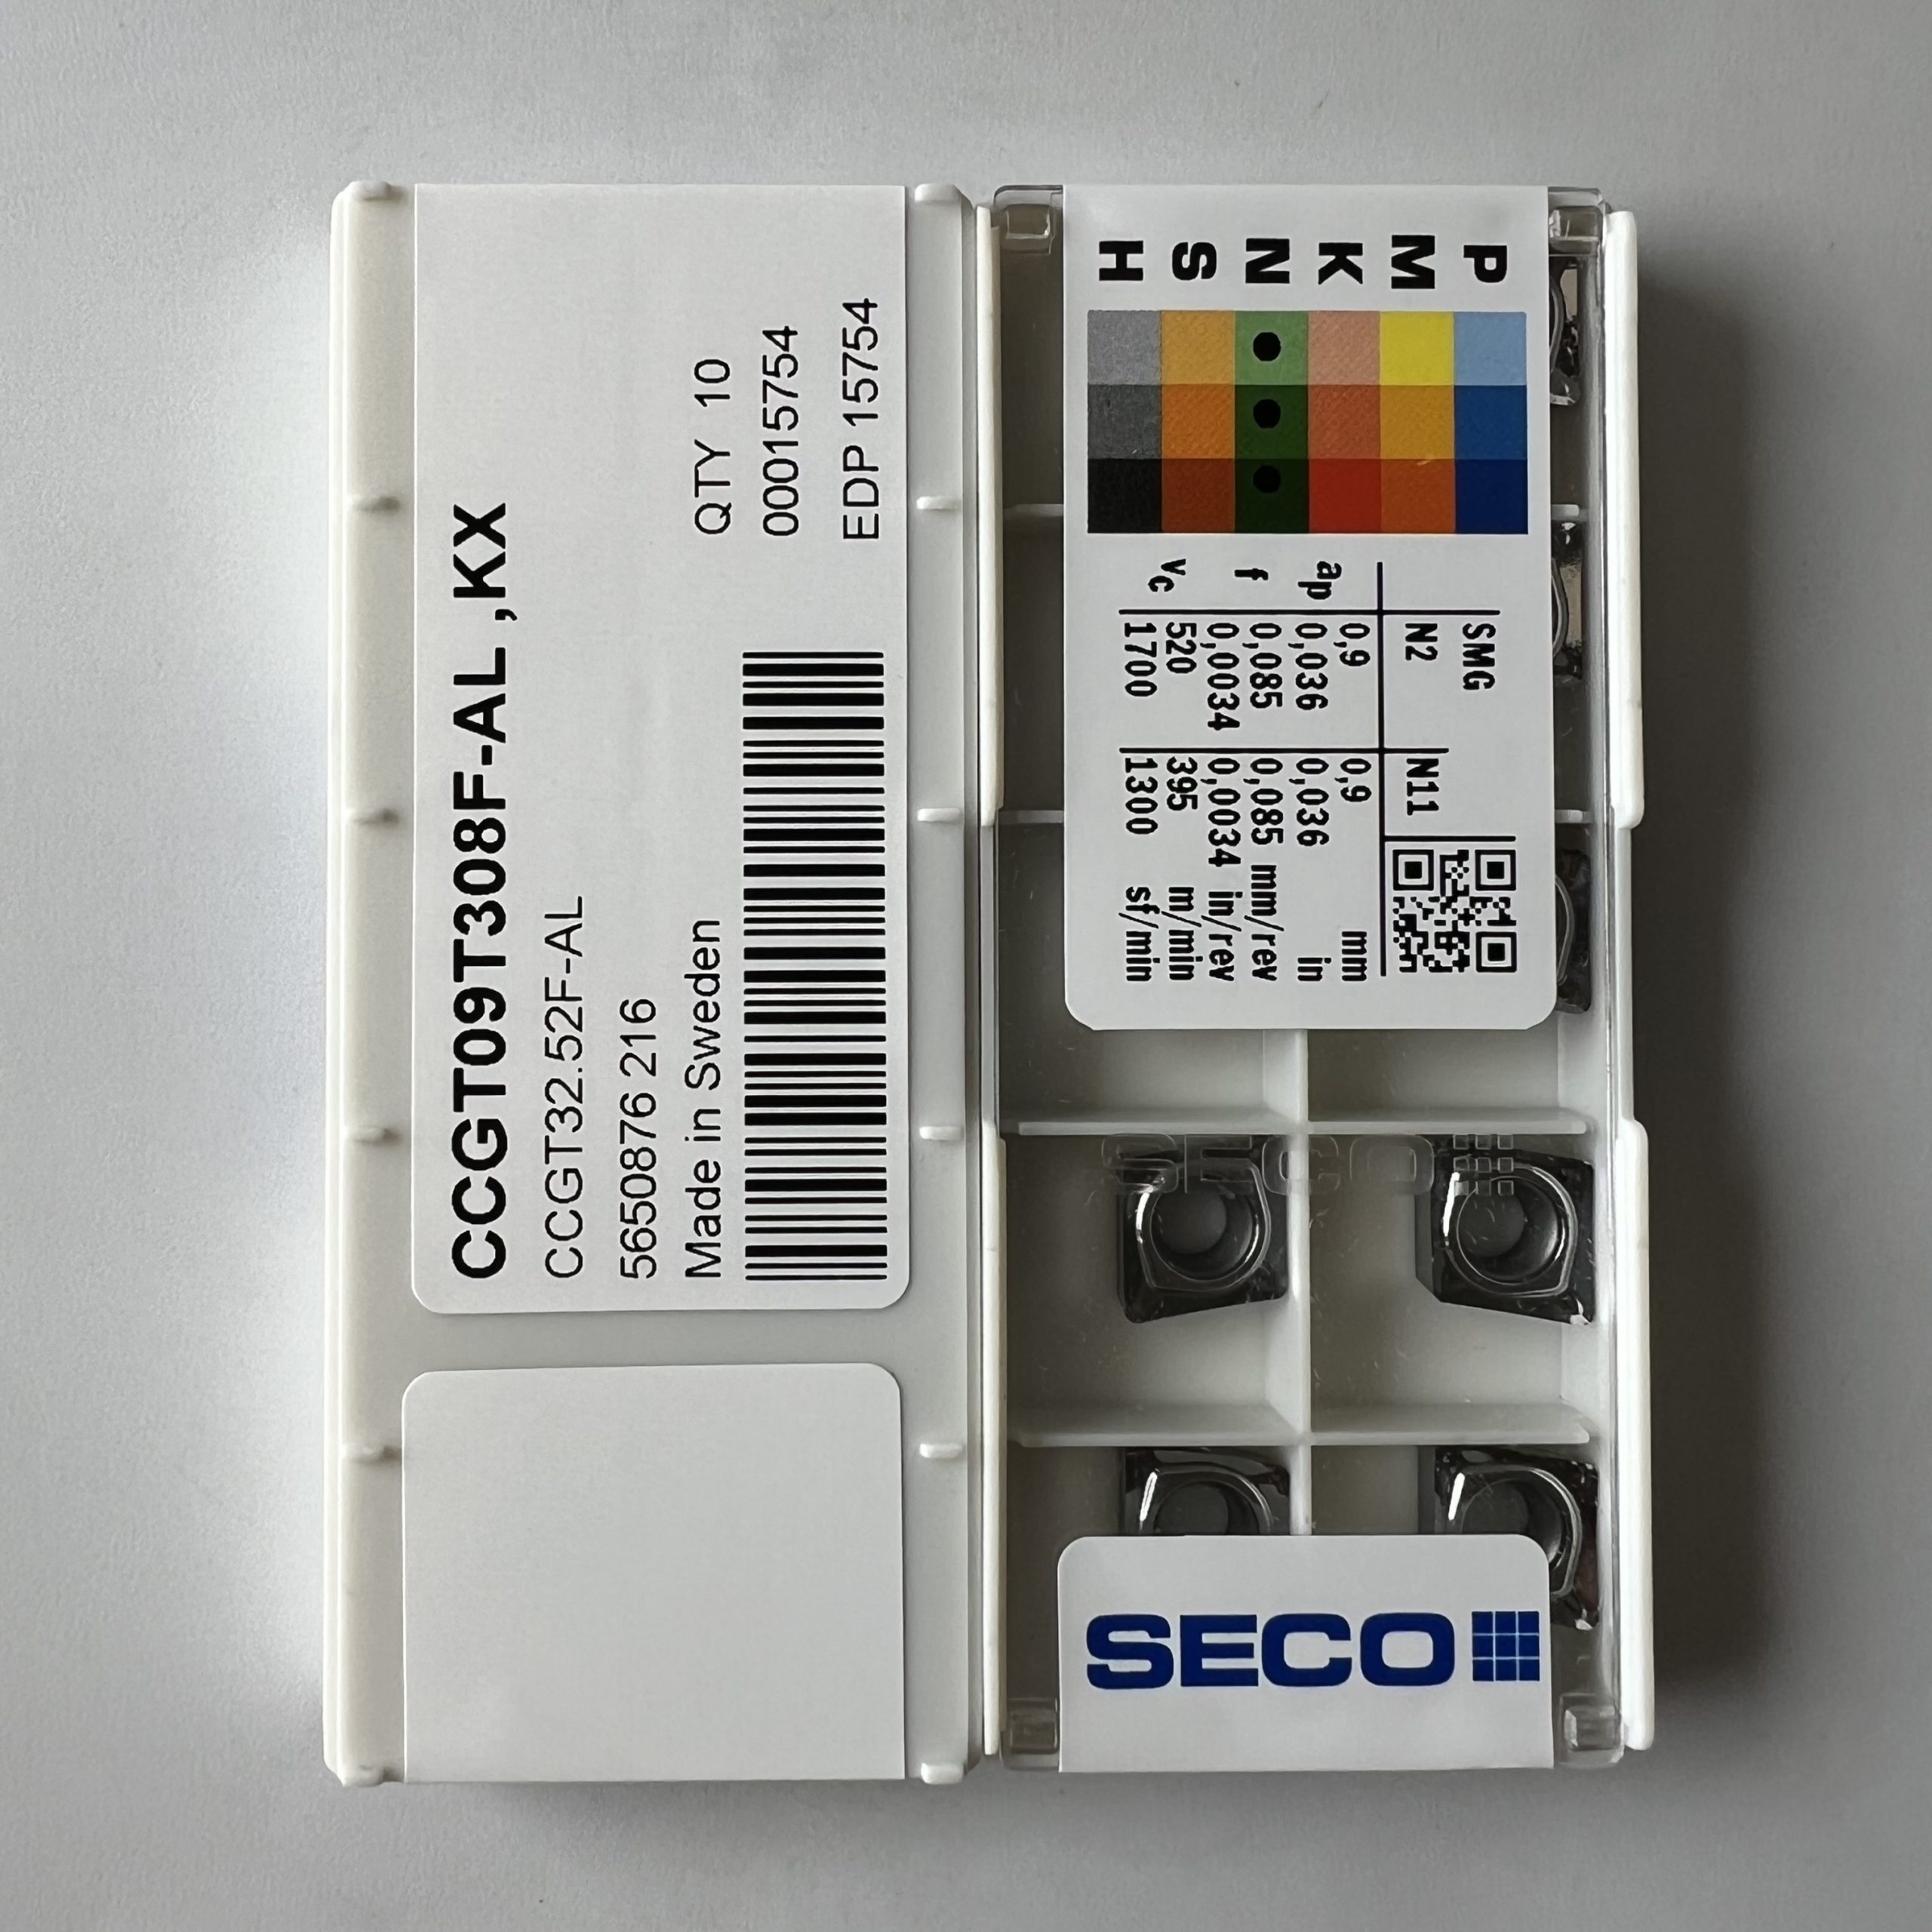 CCGT09T308F-AL ,KX
CCGT32.52F-AL
5650876 216
Made in Sweden
QTY 10
00015754
EDP 15754
P M K N S H
SMG
N2 N11
ap 0,9 0,9 mm
0,036 0,036 in
f 0,085 0,085 mm/rev
0,0034 0,0034 in/rev
vc 520 395 m/min
1700 1300 sf/min
SECO
SECO